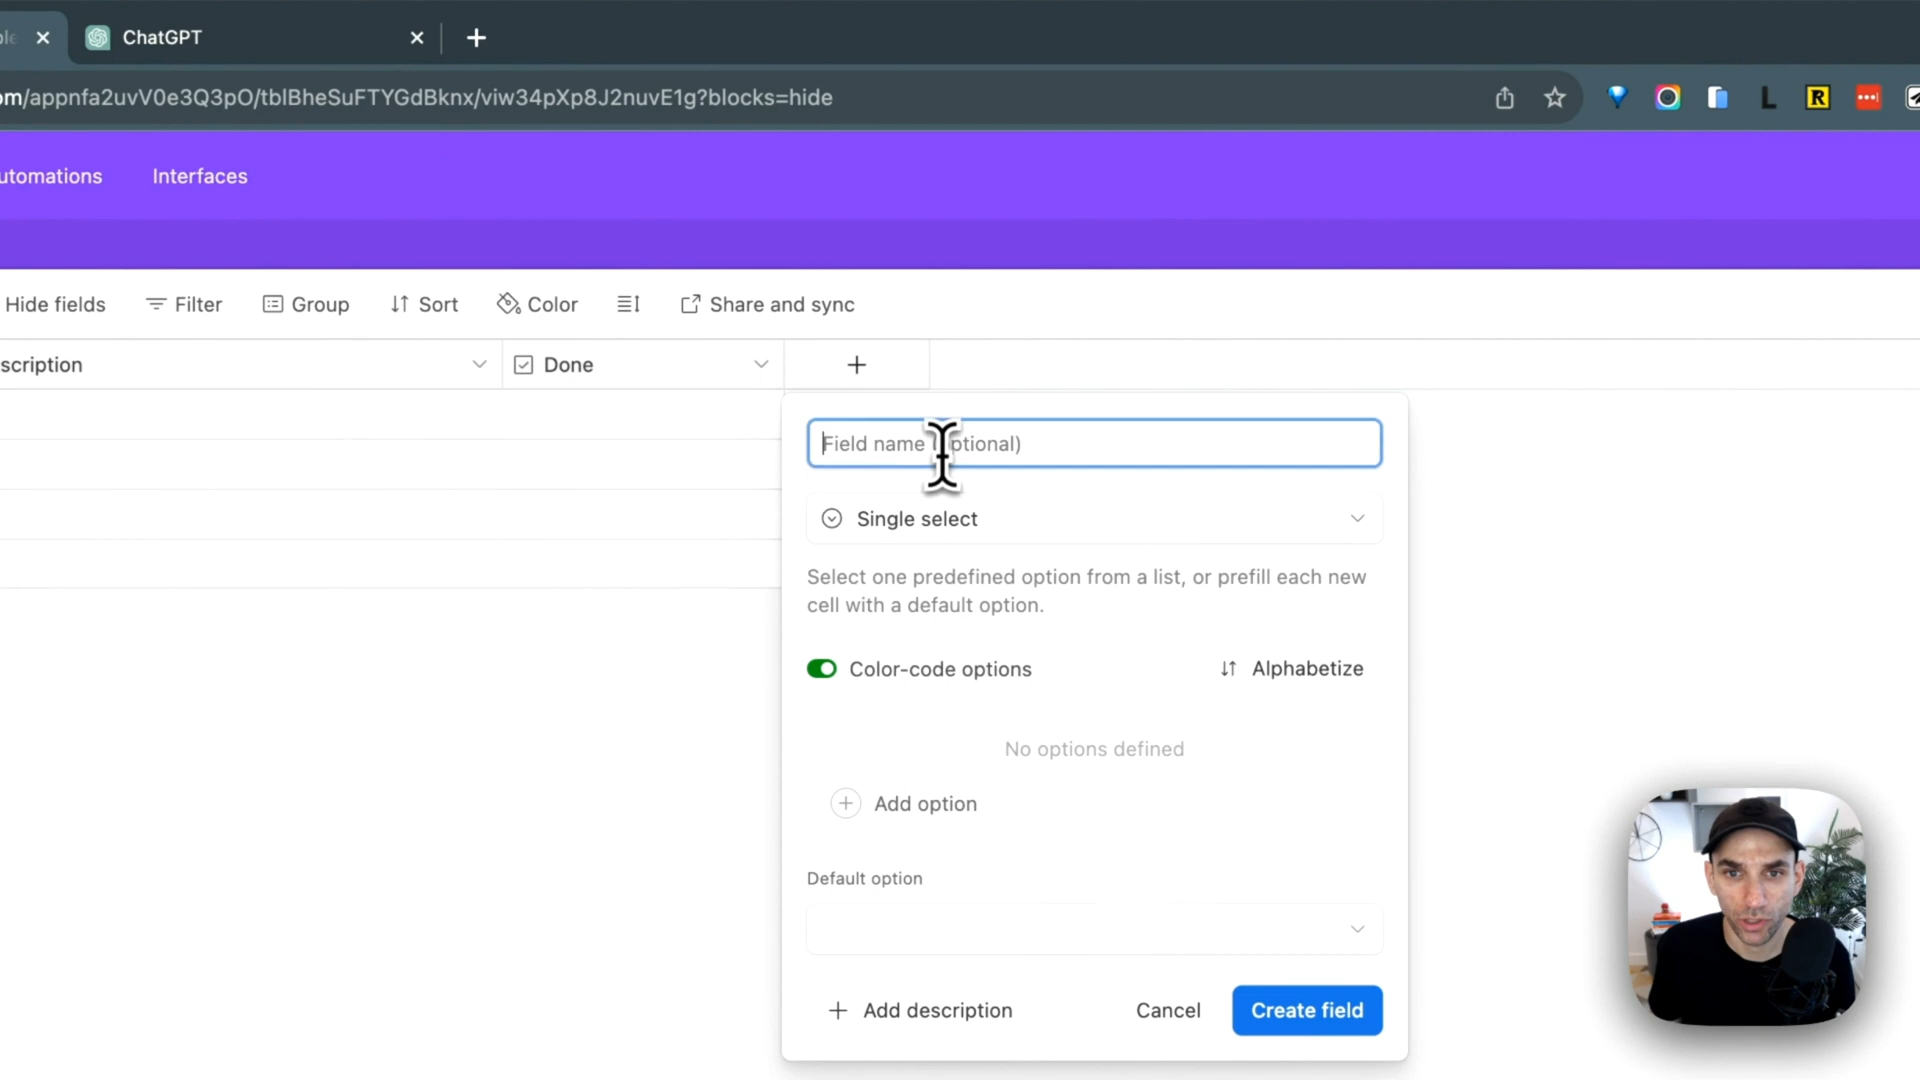 ChatGPT
om/appnfa2uvV0e3Q3pO/tblBheSuFTYGdBknx/viw34pXp8J2nuvE1g?blocks=hide
L
R
utomations
Interfaces
Hide fields
Filter
Group
Sort
Color
Share and sync
scription
Done
Field name (optional)
Single select
Select one predefined option from a list, or prefill each new
cell with a default option.
Color-code options
Alphabetize
No options defined
Add option
Default option
Add description
Cancel
Create field